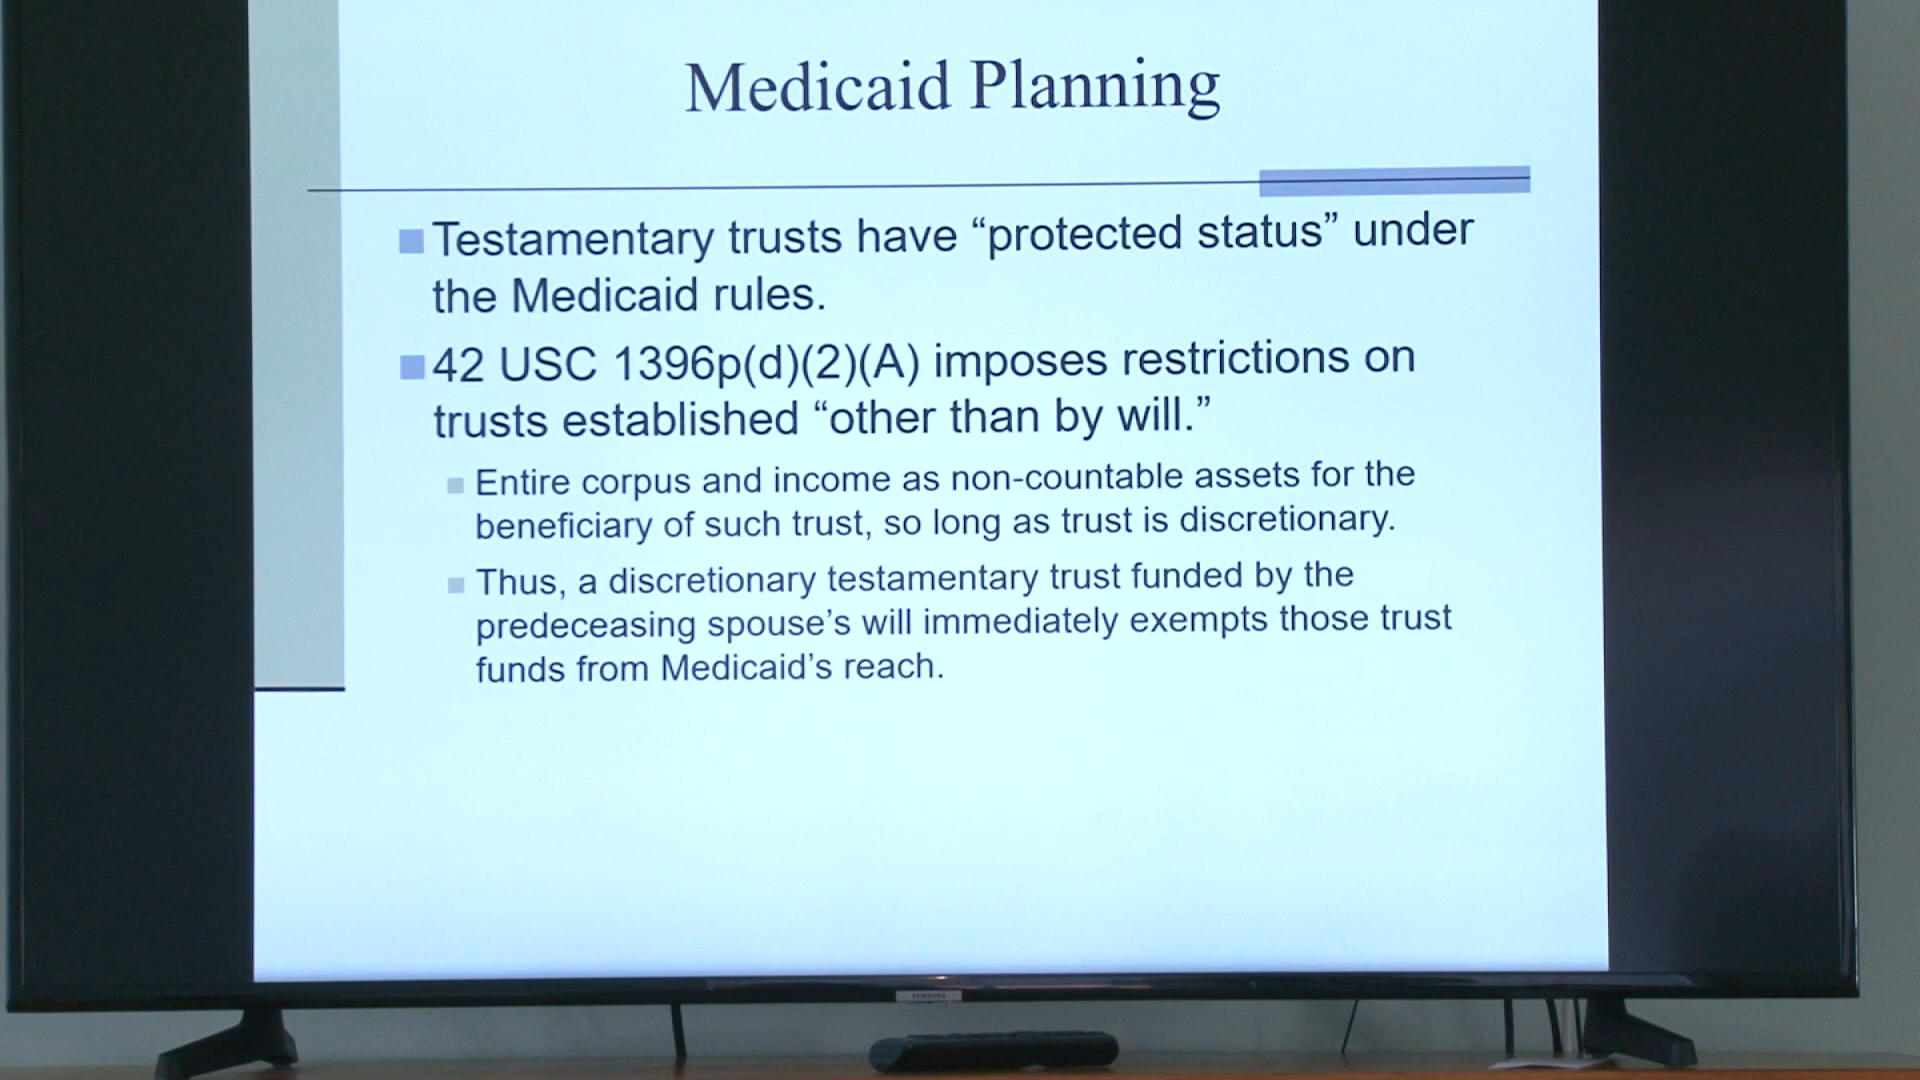 Medicaid Planning
Testamentary trusts have “protected status” under
the Medicaid rules.
42 USC 1396p(d)(2)(A) imposes restrictions on
trusts established “other than by will.”
Entire corpus and income as non-countable assets for the
beneficiary of such trust, so long as trust is discretionary.
Thus, a discretionary testamentary trust funded by the
predeceasing spouse’s will immediately exempts those trust
funds from Medicaid’s reach.
SAMSUNG